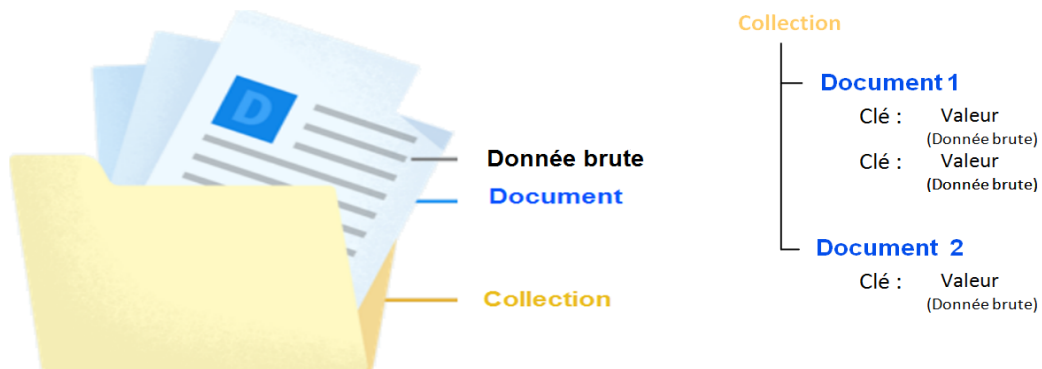 D
Donnée brute
Document
Collection
Collection
Document 1
Clé : Valeur
(Donnée brute)
Clé : Valeur
(Donnée brute)
Document 2
Clé : Valeur
(Donnée brute)